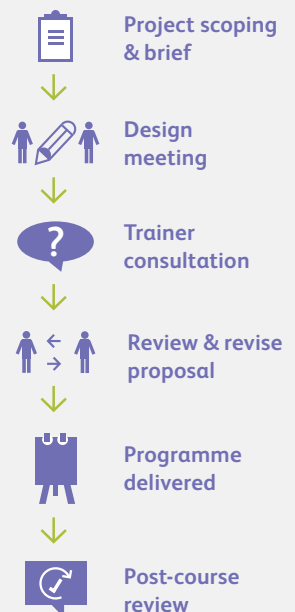 Project scoping
& brief
Design
meeting
?
Trainer
consultation
Review & revise
proposal
Programme
delivered
Post-course
review